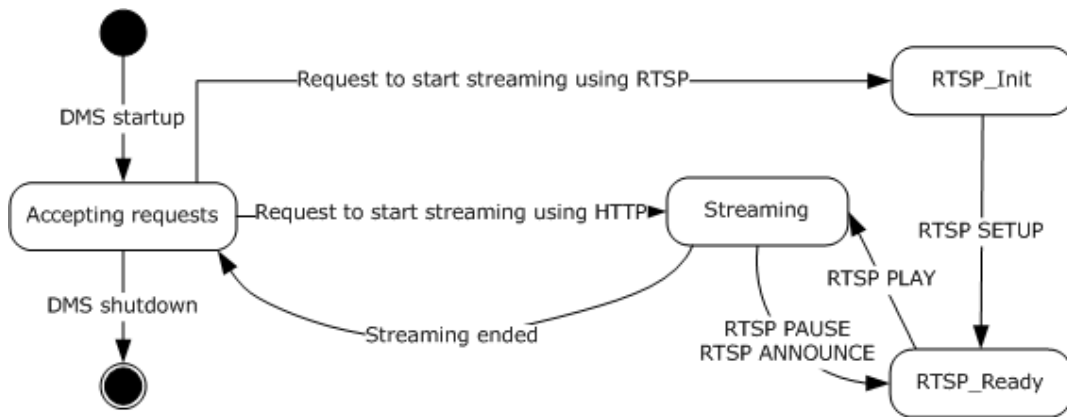 Request to start streaming using RTSP
RTSP_Init
DMS startup
Accepting requests
Request to start streaming using HTTP
Streaming
RTSP SETUP
RTSP PLAY
DMS shutdown
Streaming ended
RTSP PAUSE
RTSP ANNOUNCE
RTSP_Ready